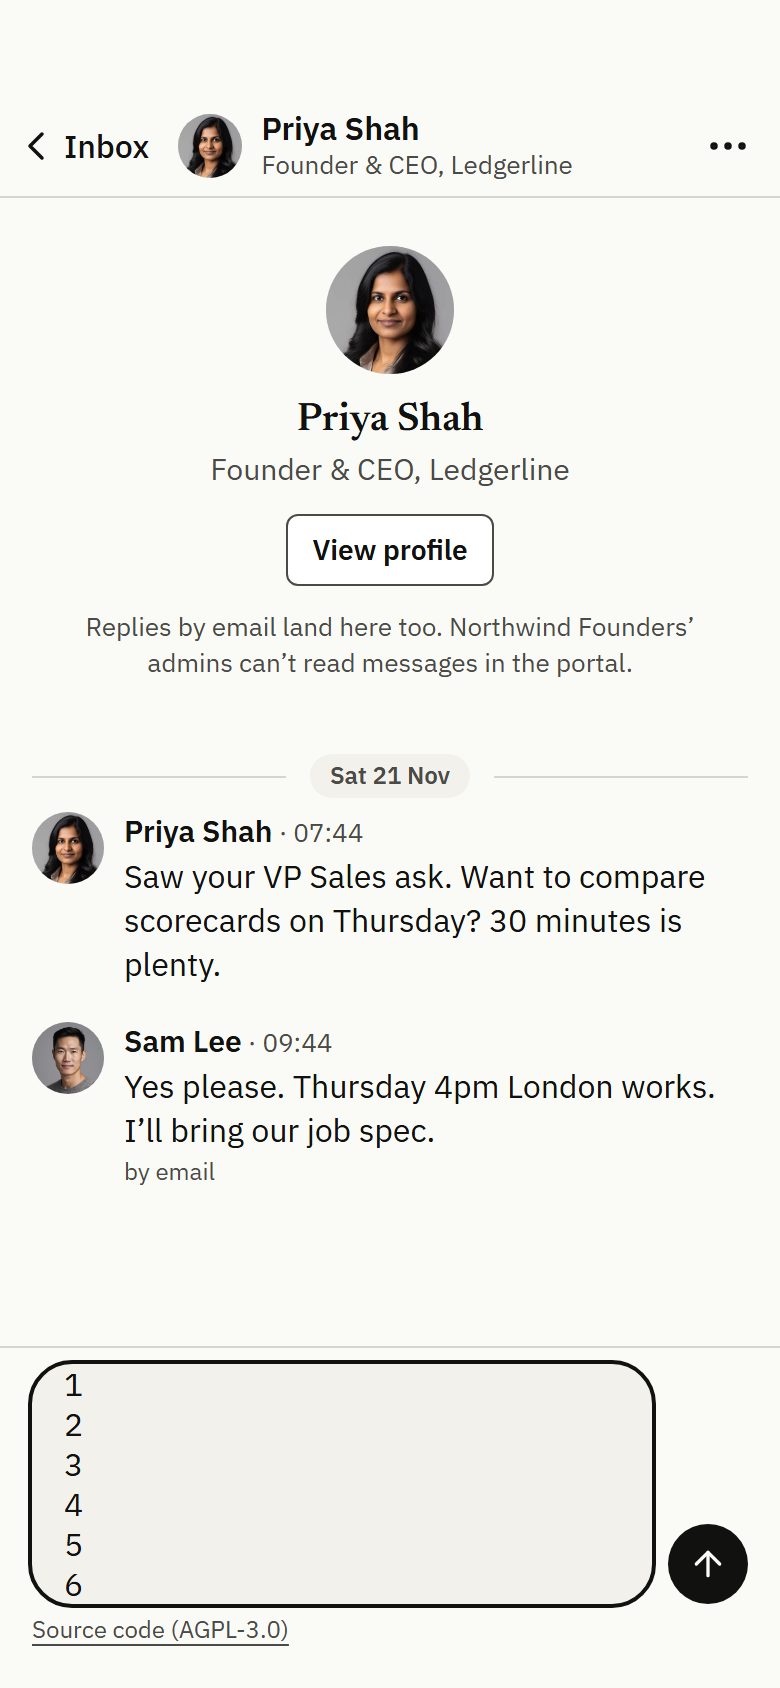 Inbox
Priya Shah
Founder & CEO, Ledgerline
Priya Shah
Founder & CEO, Ledgerline
View profile
Replies by email land here too. Northwind Founders’
admins can’t read messages in the portal.
Sat 21 Nov
Priya Shah · 07:44
Saw your VP Sales ask. Want to compare
scorecards on Thursday? 30 minutes is
plenty.
Sam Lee · 09:44
Yes please. Thursday 4pm London works.
I’ll bring our job spec.
by email
1
2
3
4
5
6
Source code (AGPL-3.0)